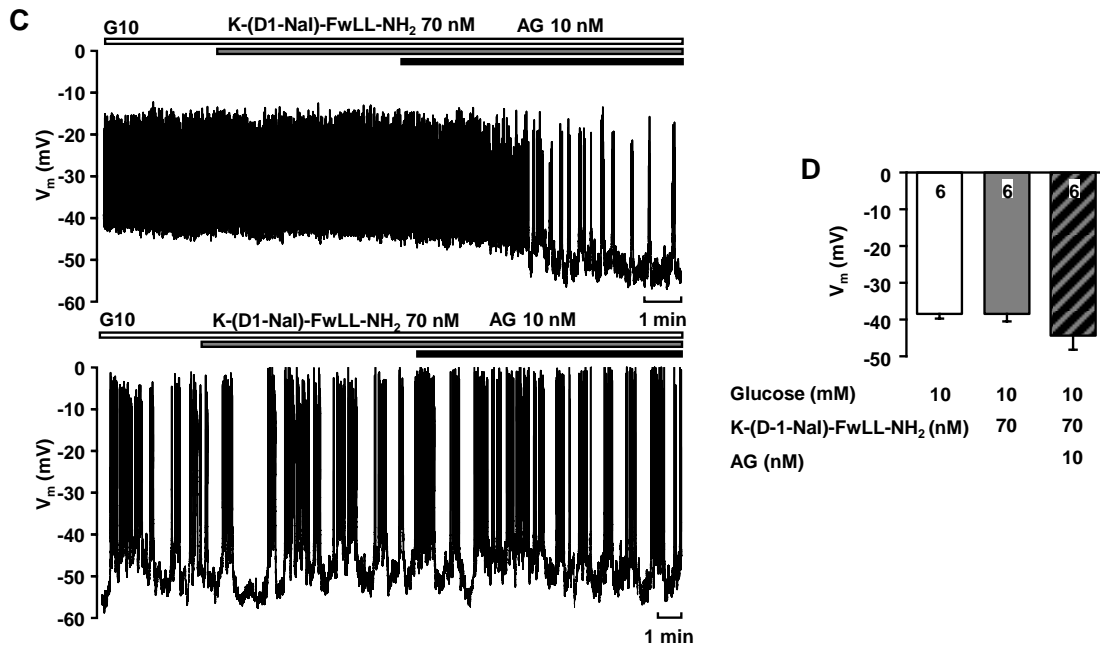 C
G10 K-(D1-Nal)-FwLL-NH₂ 70 nM AG 10 nM
0
-10
-20
-30
-40
-50
-60
Vm (mV)
1 min
G10 K-(D1-Nal)-FwLL-NH₂ 70 nM AG 10 nM
0
-10
-20
-30
-40
-50
-60
Vm (mV)
1 min
D
0
-10
-20
-30
-40
-50
Vm (mV)
6 6 6
Glucose (mM) 10 10 10
K-(D-1-Nal)-FwLL-NH₂ (nM) 70 70
AG (nM) 10